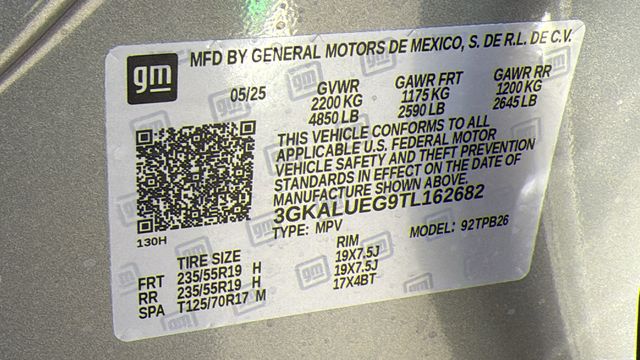 gm
MFD BY GENERAL MOTORS DE MEXICO, S. DE R.L. DE C.V.
05/25 GVWR GAWR FRT GAWR RR
2200 KG 1175 KG 1200 KG
4850 LB 2590 LB 2645 LB
THIS VEHICLE CONFORMS TO ALL
APPLICABLE U.S. FEDERAL MOTOR
VEHICLE SAFETY AND THEFT PREVENTION
STANDARDS IN EFFECT ON THE DATE OF
MANUFACTURE SHOWN ABOVE.
3GKALUEG9TL162682
TYPE: MPV MODEL: 92TPB26
130H
TIRE SIZE RIM
FRT 235/55R19 H 19X7.5J
RR 235/55R19 H 19X7.5J
SPA T125/70R17 M 17X4BT